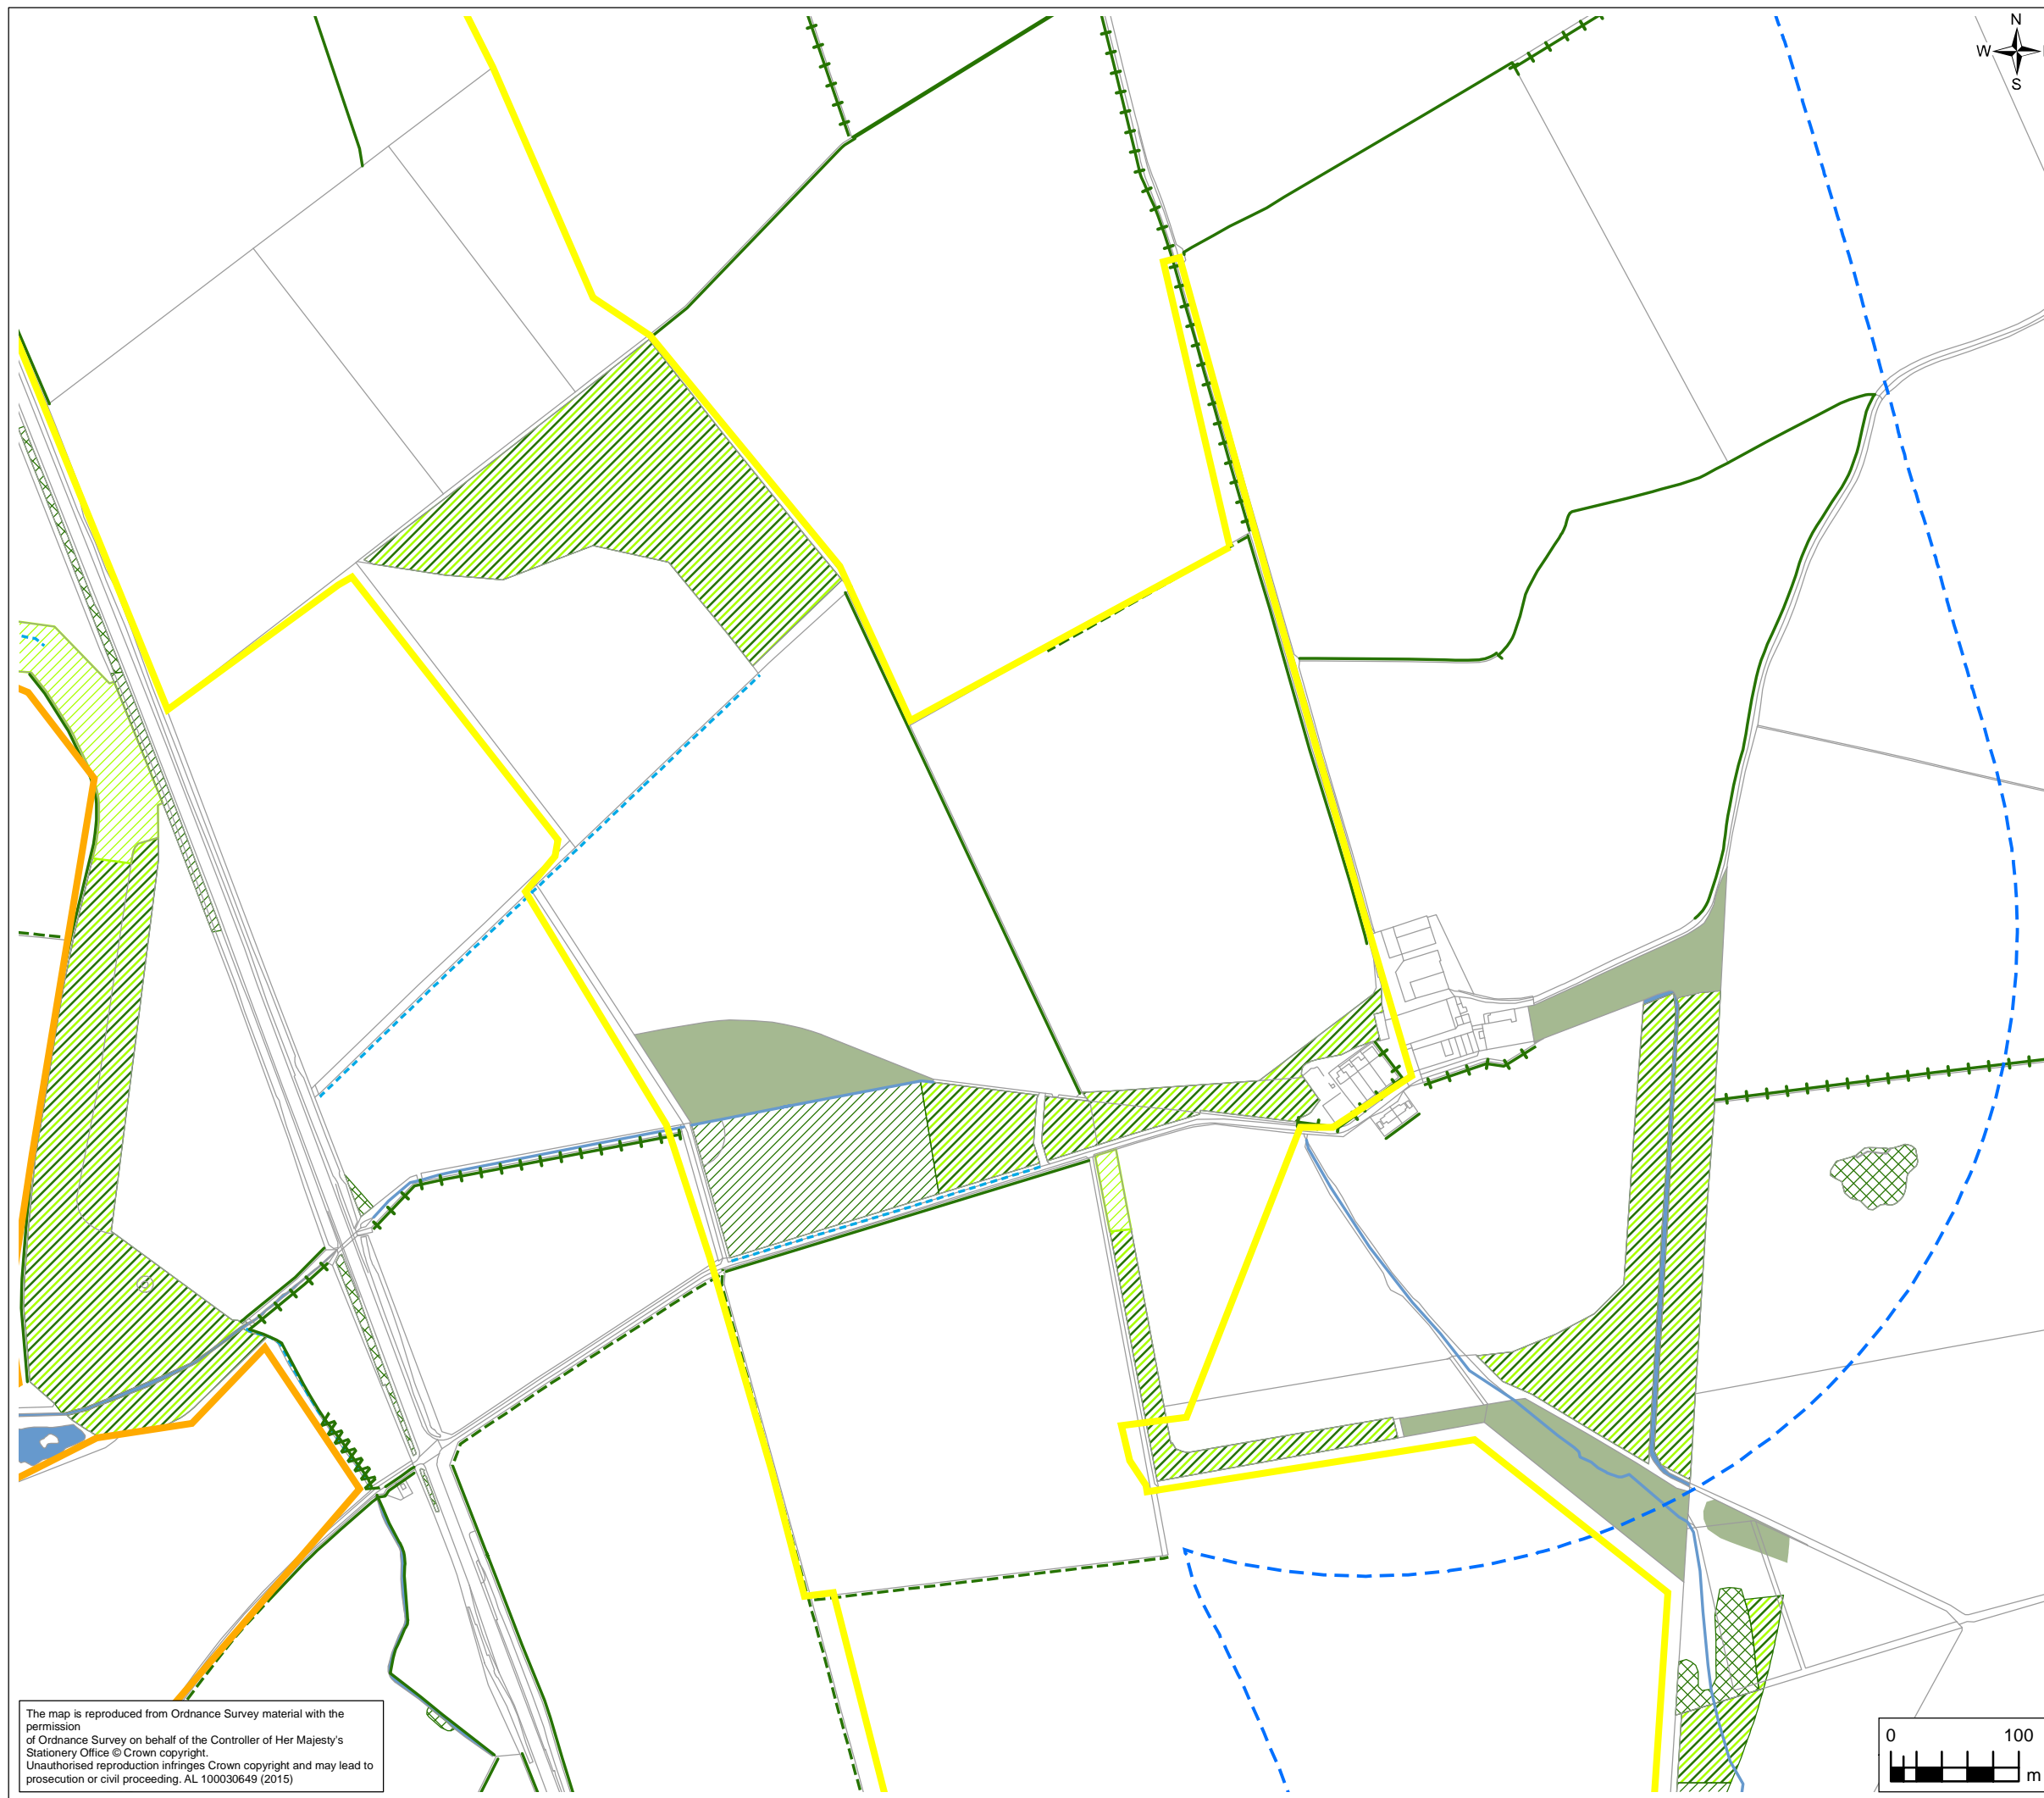 N
W
S
The map is reproduced from Ordnance Survey material with the
permission
of Ordnance Survey on behalf of the Controller of Her Majesty's
Stationery Office © Crown copyright.
Unauthorised reproduction infringes Crown copyright and may lead to
prosecution or civil proceeding. AL 100030649 (2015)
0 100
m